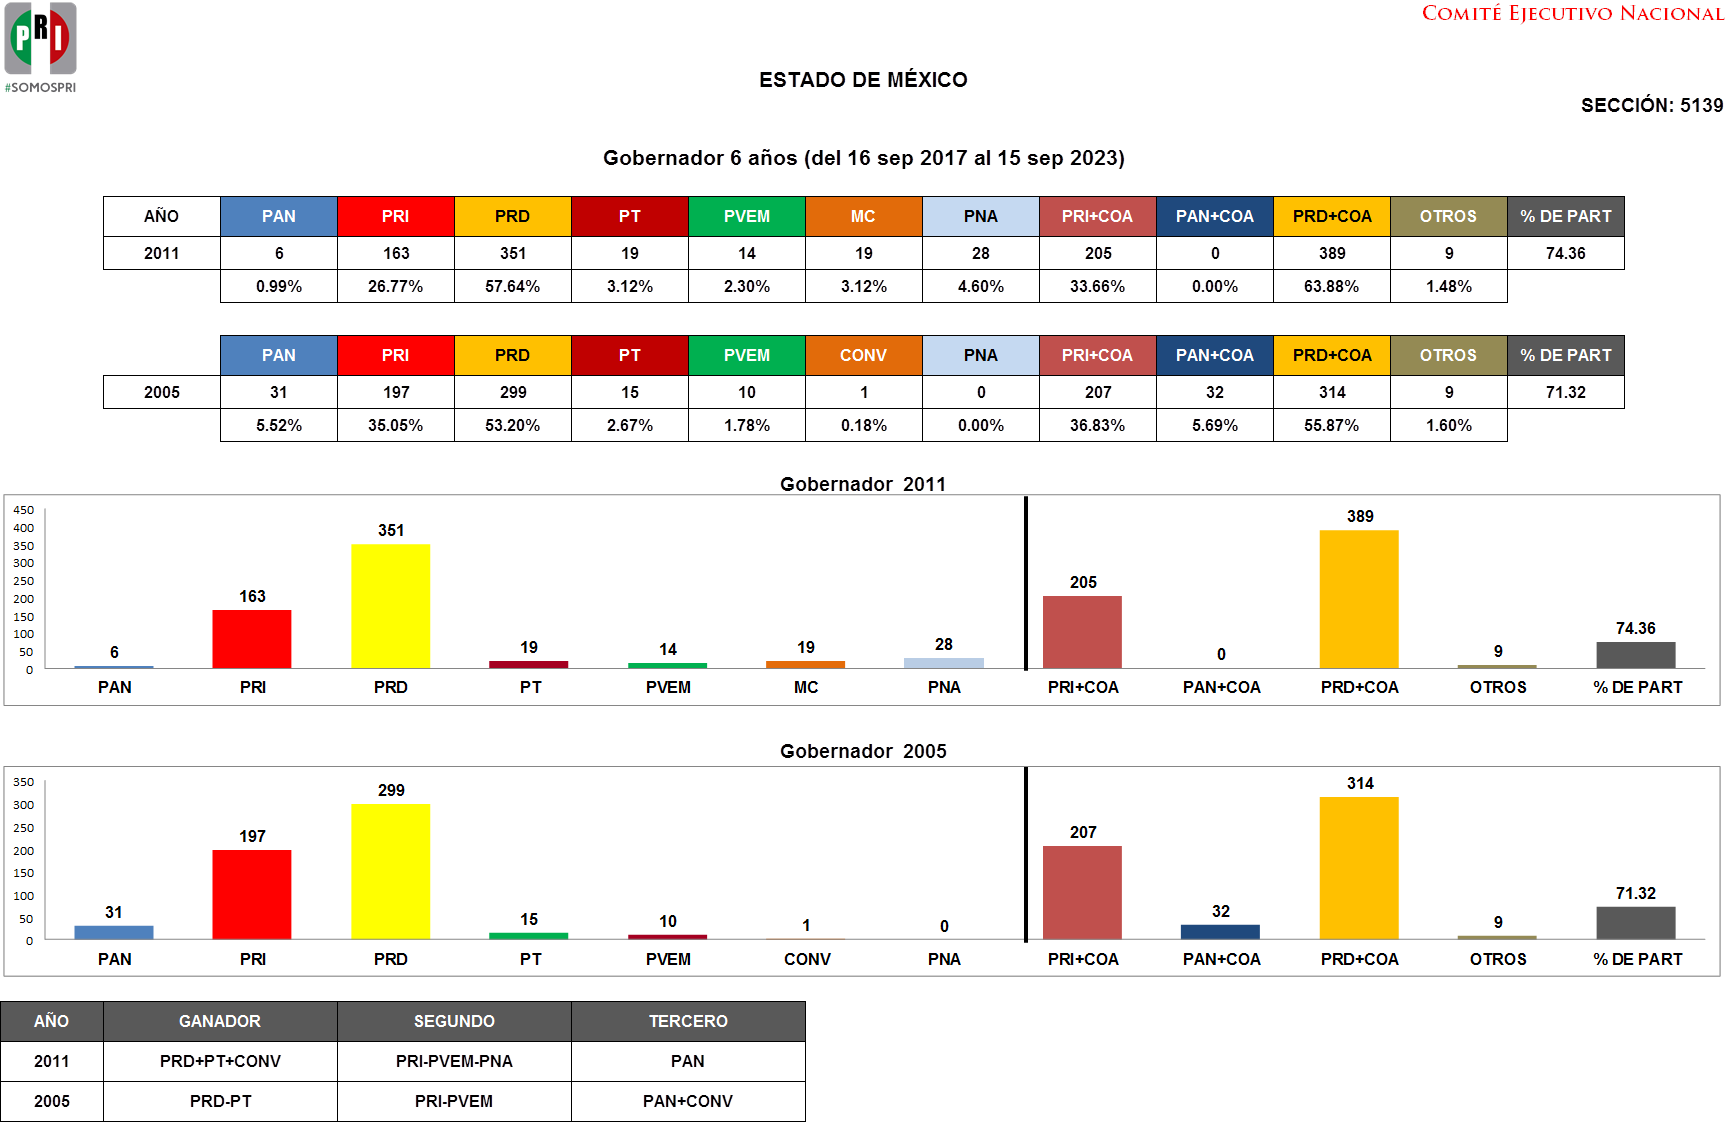 PRI
#SOMOSPRI
COMITÉ EJECUTIVO NACIONAL
ESTADO DE MÉXICO
SECCIÓN: 5139
Gobernador 6 años (del 16 sep 2017 al 15 sep 2023)
AÑO PAN PRI PRD PT PVEM MC PNA PRI+COA PAN+COA PRD+COA OTROS % DE PART
2011 6 163 351 19 14 19 28 205 0 389 9 74.36
0.99% 26.77% 57.64% 3.12% 2.30% 3.12% 4.60% 33.66% 0.00% 63.88% 1.48%
PAN PRI PRD PT PVEM CONV PNA PRI+COA PAN+COA PRD+COA OTROS % DE PART
2005 31 197 299 15 10 1 0 207 32 314 9 71.32
5.52% 35.05% 53.20% 2.67% 1.78% 0.18% 0.00% 36.83% 5.69% 55.87% 1.60%
Gobernador 2011
450
400
350
300
250
200
150
100
50
0
6 163 351 19 14 19 28 205 0 389 9 74.36
PAN PRI PRD PT PVEM MC PNA PRI+COA PAN+COA PRD+COA OTROS % DE PART
Gobernador 2005
350
300
250
200
150
100
50
0
31 197 299 15 10 1 0 207 32 314 9 71.32
PAN PRI PRD PT PVEM CONV PNA PRI+COA PAN+COA PRD+COA OTROS % DE PART
AÑO GANADOR SEGUNDO TERCERO
2011 PRD+PT+CONV PRI-PVEM-PNA PAN
2005 PRD-PT PRI-PVEM PAN+CONV